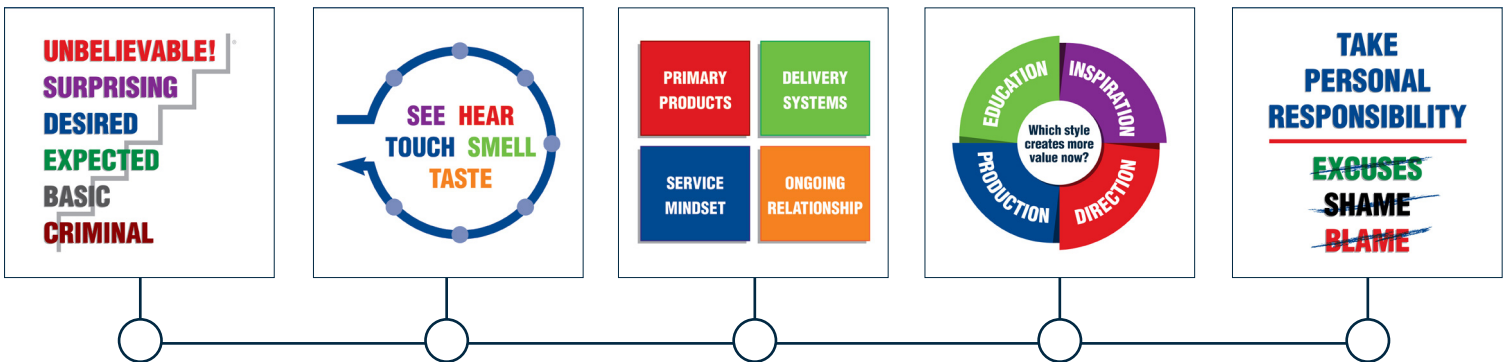 UNBELIEVABLE!
SURPRISING
DESIRED
EXPECTED
BASIC
CRIMINAL
SEE HEAR
TOUCH SMELL
TASTE
PRIMARY
PRODUCTS
DELIVERY
SYSTEMS
SERVICE
MINDSET
ONGOING
RELATIONSHIP
EDUCATION
INSPIRATION
Which style
creates more
value now?
PRODUCTION
DIRECTION
TAKE
PERSONAL
RESPONSIBILITY
EXCUSES
SHAME
BLAME